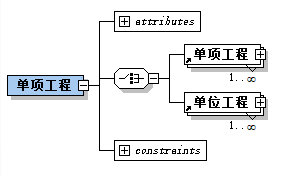 attributes
单项工程
1..∞
单项工程
单位工程
1..∞
constraints